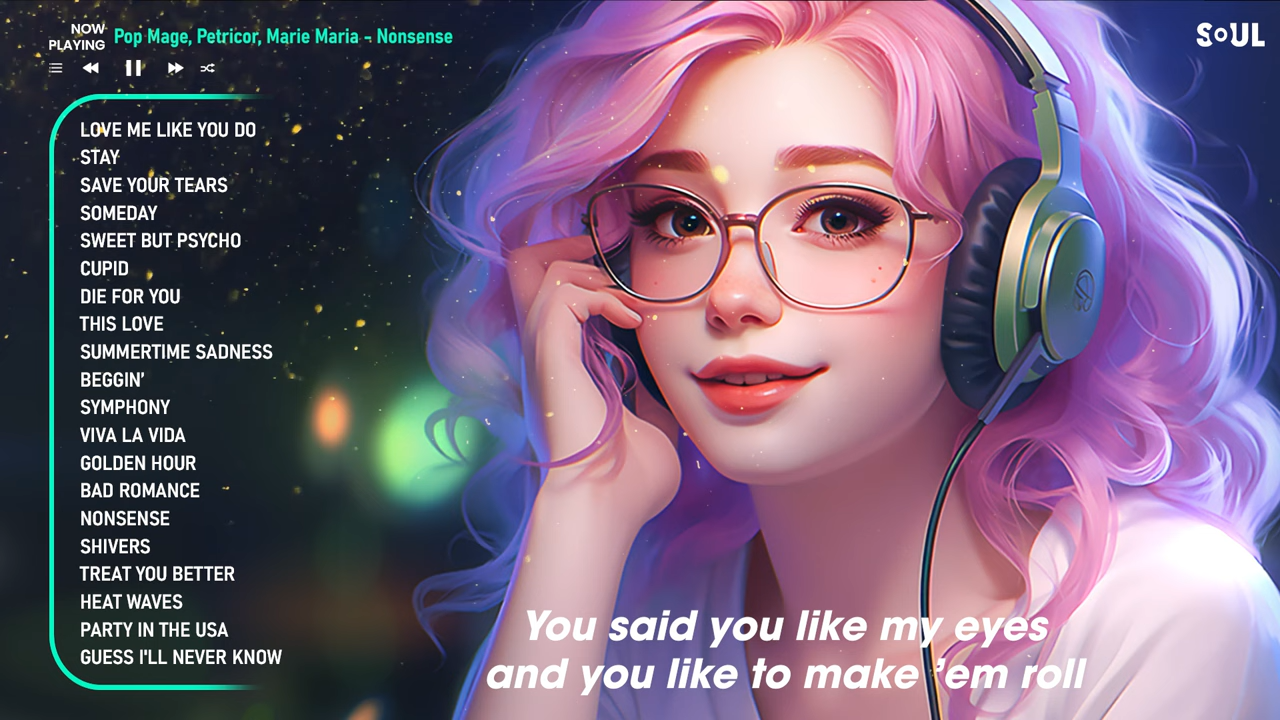 NOW
PLAYING
Pop Mage, Petricor, Marie Maria - Nonsense
SOUL
LOVE ME LIKE YOU DO
STAY
SAVE YOUR TEARS
SOMEDAY
SWEET BUT PSYCHO
CUPID
DIE FOR YOU
THIS LOVE
SUMMERTIME SADNESS
BEGGIN'
SYMPHONY
VIVA LA VIDA
GOLDEN HOUR
BAD ROMANCE
NONSENSE
SHIVERS
TREAT YOU BETTER
HEAT WAVES
PARTY IN THE USA
GUESS I'LL NEVER KNOW
You said you like my eyes
and you like to make 'em roll